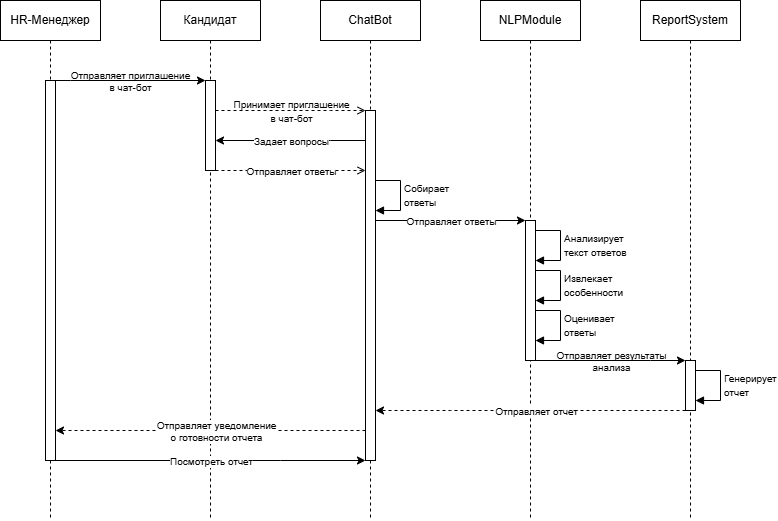 HR-Менеджер
Кандидат
ChatBot
NLPModule
ReportSystem
Отправляет приглашение
в чат-бот
Принимает приглашение
в чат-бот
Задает вопросы
Отправляет ответы
Собирает
ответы
Отправляет ответы
Анализирует
текст ответов
Извлекает
особенности
Оценивает
ответы
Отправляет результаты
анализа
Генерирует
отчет
Отправляет отчет
Отправляет уведомление
о готовности отчета
Посмотреть отчет